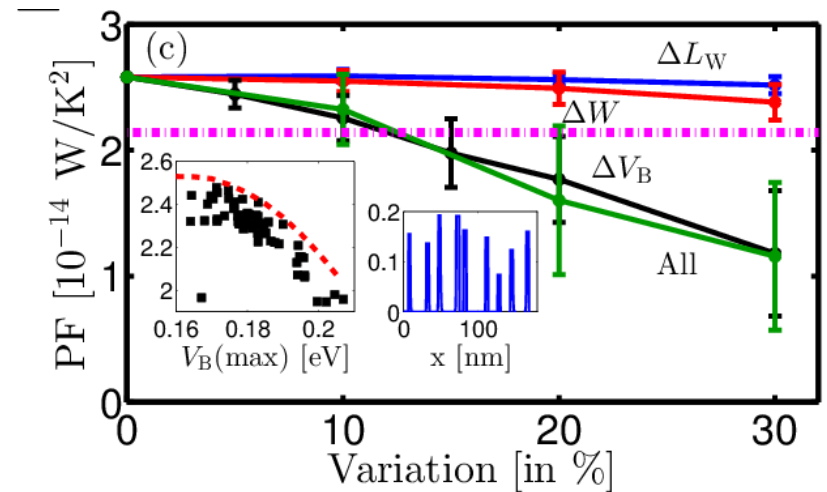 3
(c)
ΔL_W
ΔW
2
ΔV_B
2.6
2.4
2.2
2
0.16 0.18 0.2
V_B(max) [eV]
0.2
0.1
0
0 100
x [nm]
1
All
0
0 10 20 30
PF [10^{-14} W/K^2]
Variation [in %]